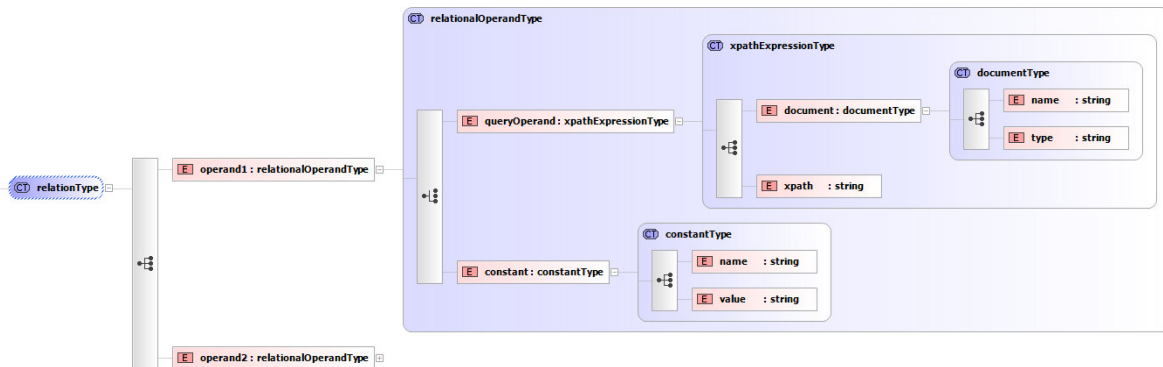 CT relationalOperandType
CT xpathExpressionType
CT documentType
E name : string
E document : documentType
E queryOperand : xpathExpressionType
E type : string
E operand1 : relationalOperandType
CT relationType
E xpath : string
CT constantType
E name : string
E constant : constantType
E value : string
E operand2 : relationalOperandType